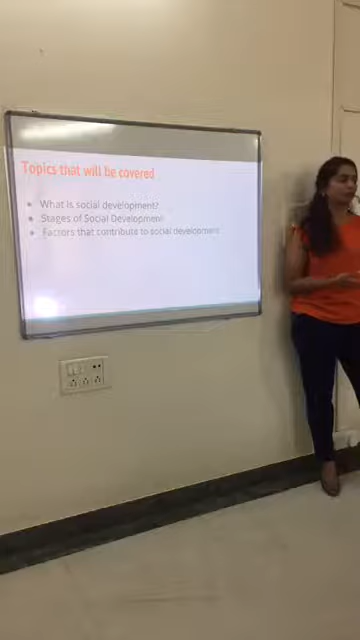 Topics that will be covered
● What is social development?
● Stages of Social Development
● Factors that contribute to social development